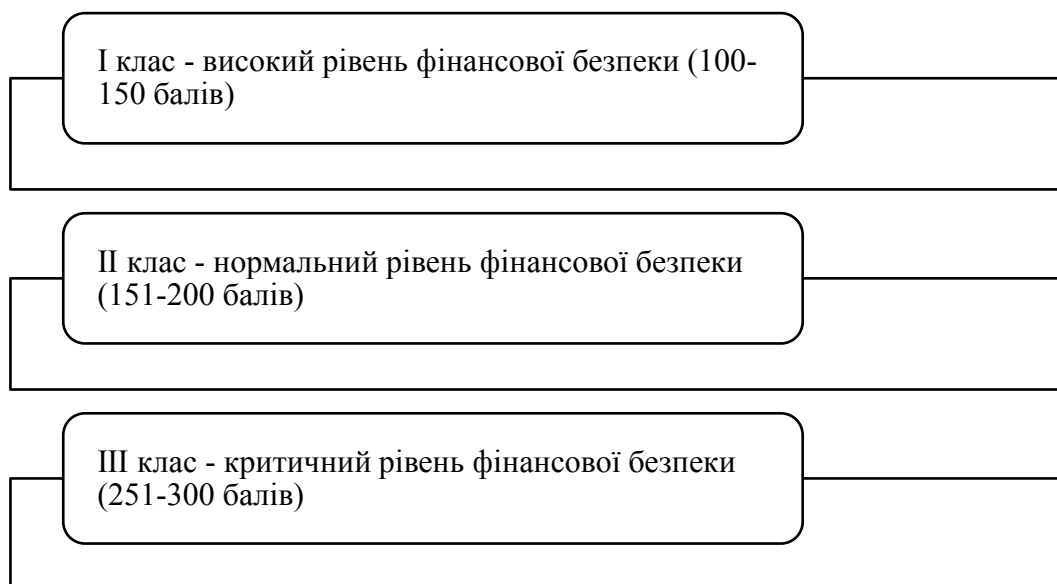 І клас - високий рівень фінансової безпеки (100-
150 балів)
ІІ клас - нормальний рівень фінансової безпеки
(151-200 балів)
ІІІ клас - критичний рівень фінансової безпеки
(251-300 балів)